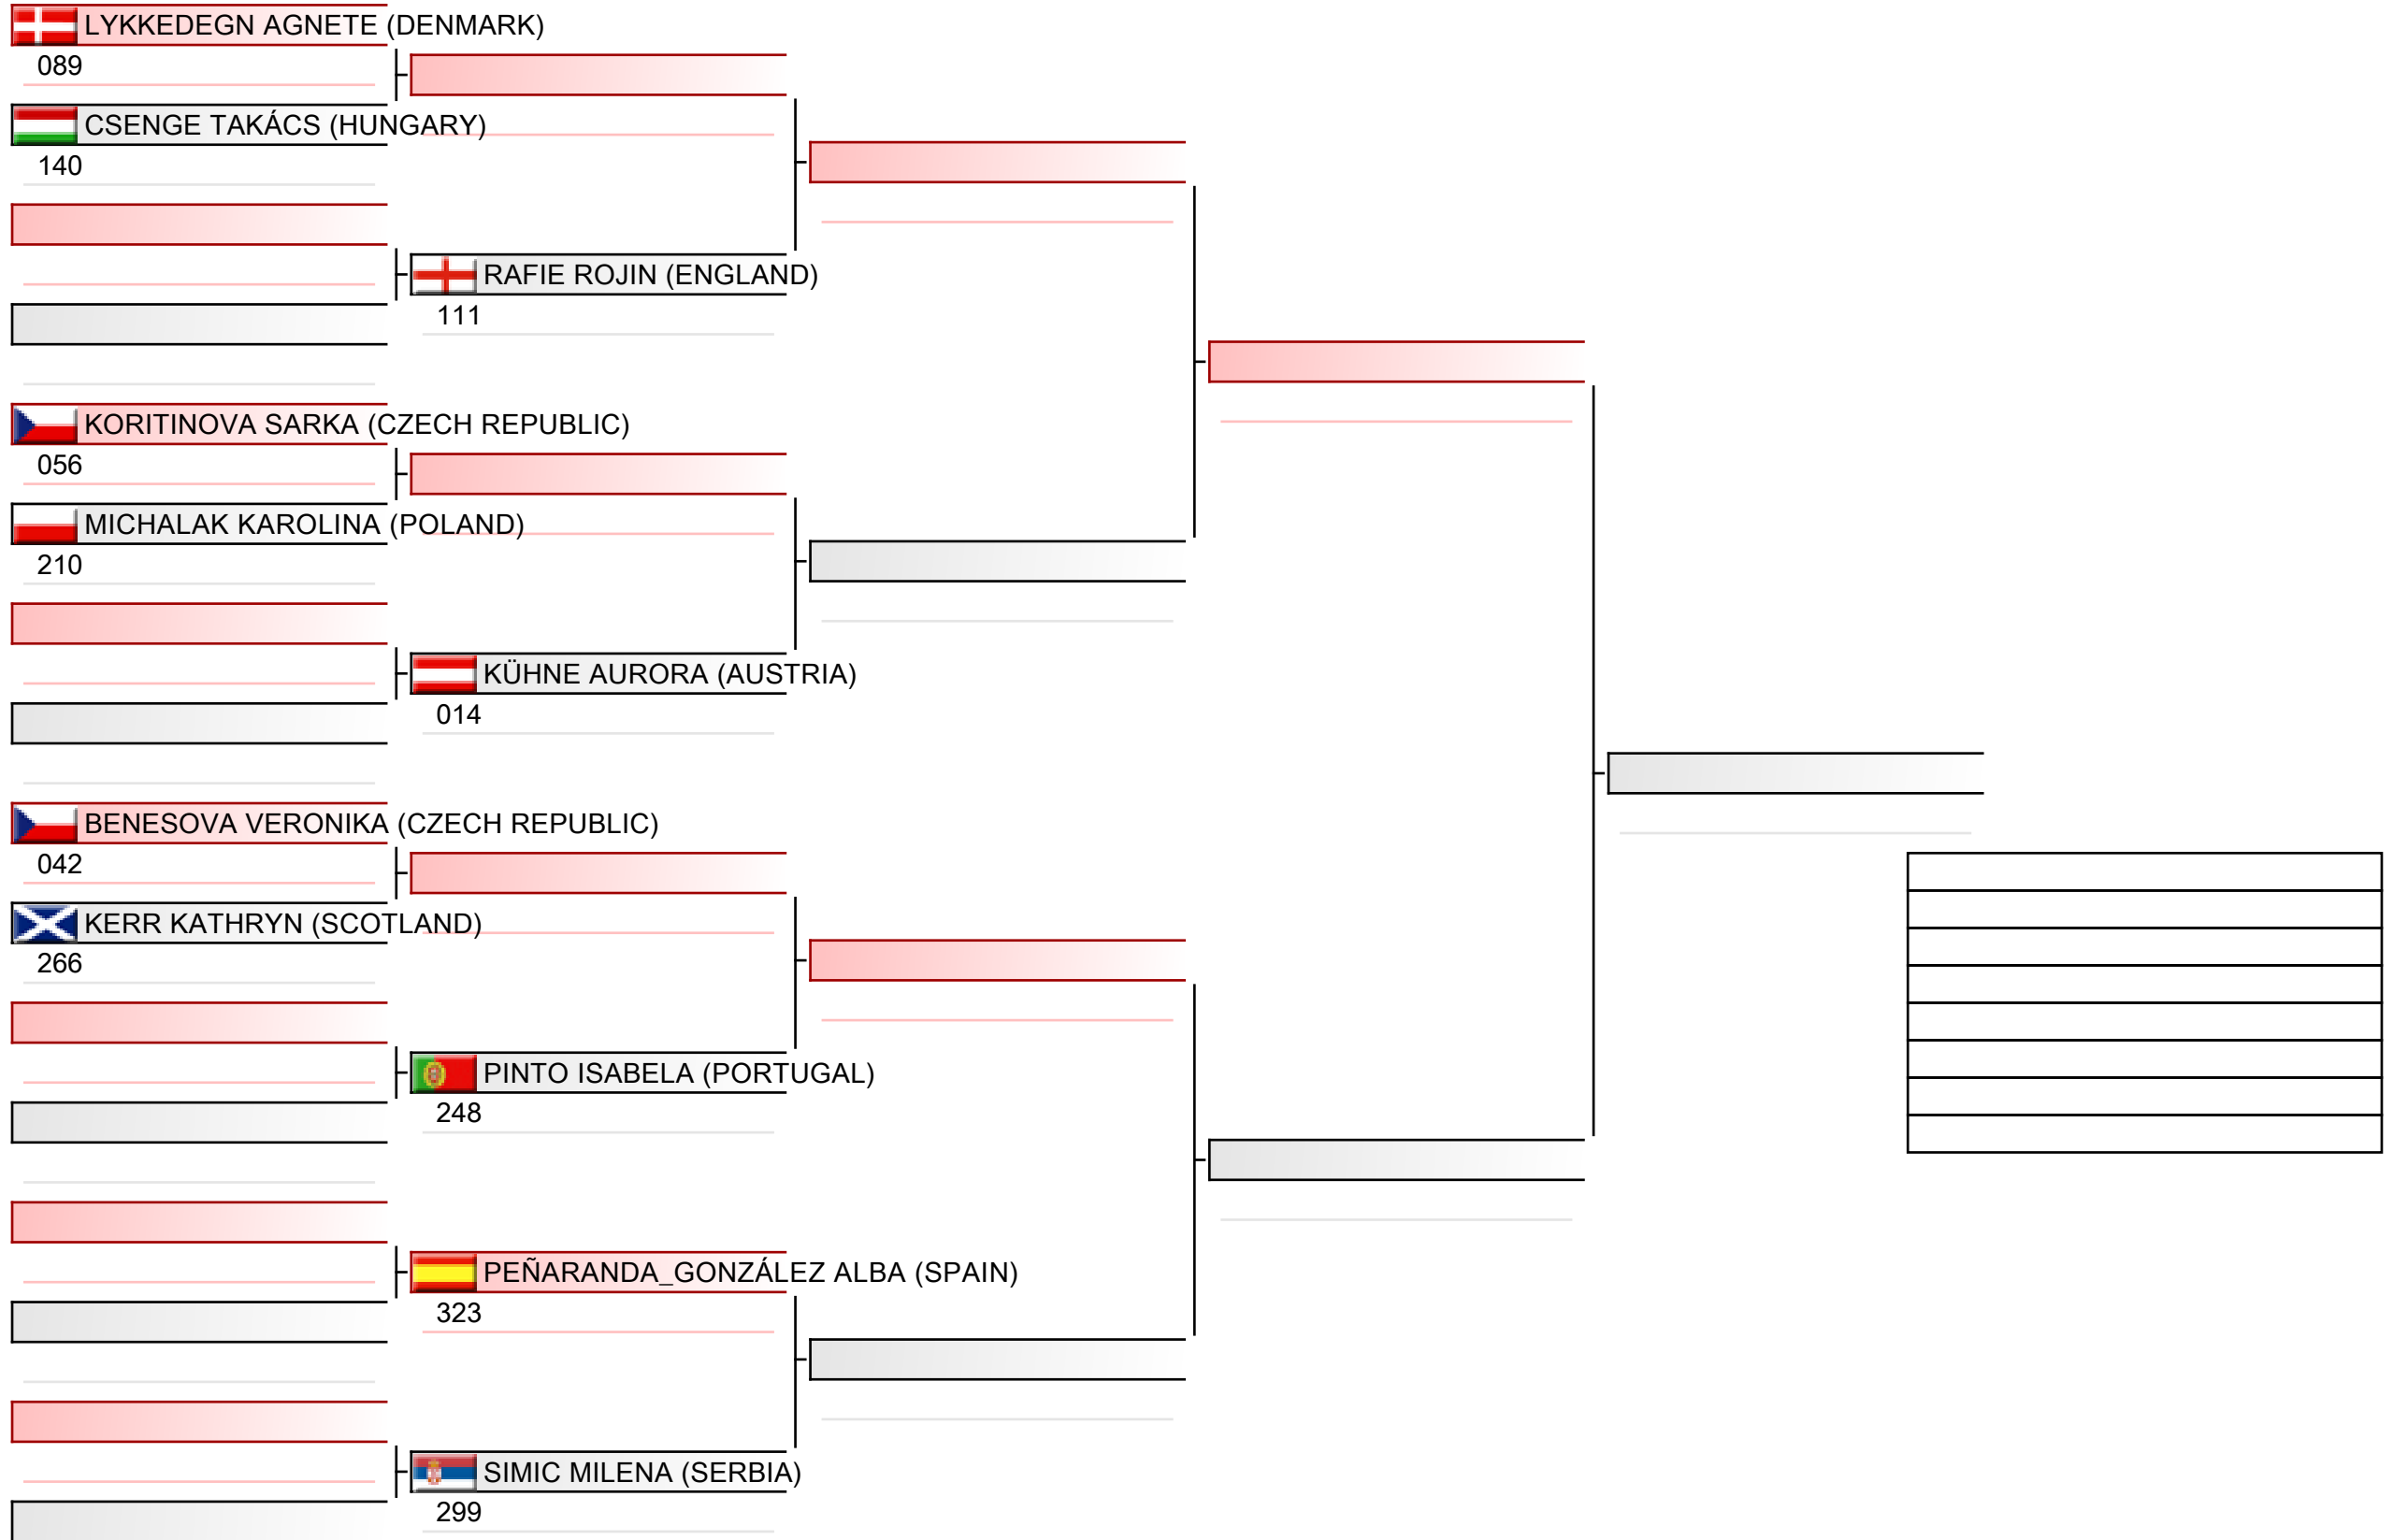 LYKKEDEGN AGNETE (DENMARK)
089
CSENGE TAKÁCS (HUNGARY)
140
RAFIE ROJIN (ENGLAND)
111
KORITINOVA SARKA (CZECH REPUBLIC)
056
MICHALAK KAROLINA (POLAND)
210
KÜHNE AURORA (AUSTRIA)
014
BENESOVA VERONIKA (CZECH REPUBLIC)
042
KERR KATHRYN (SCOTLAND)
266
PINTO ISABELA (PORTUGAL)
248
PEÑARANDA_GONZÁLEZ ALBA (SPAIN)
323
SIMIC MILENA (SERBIA)
299